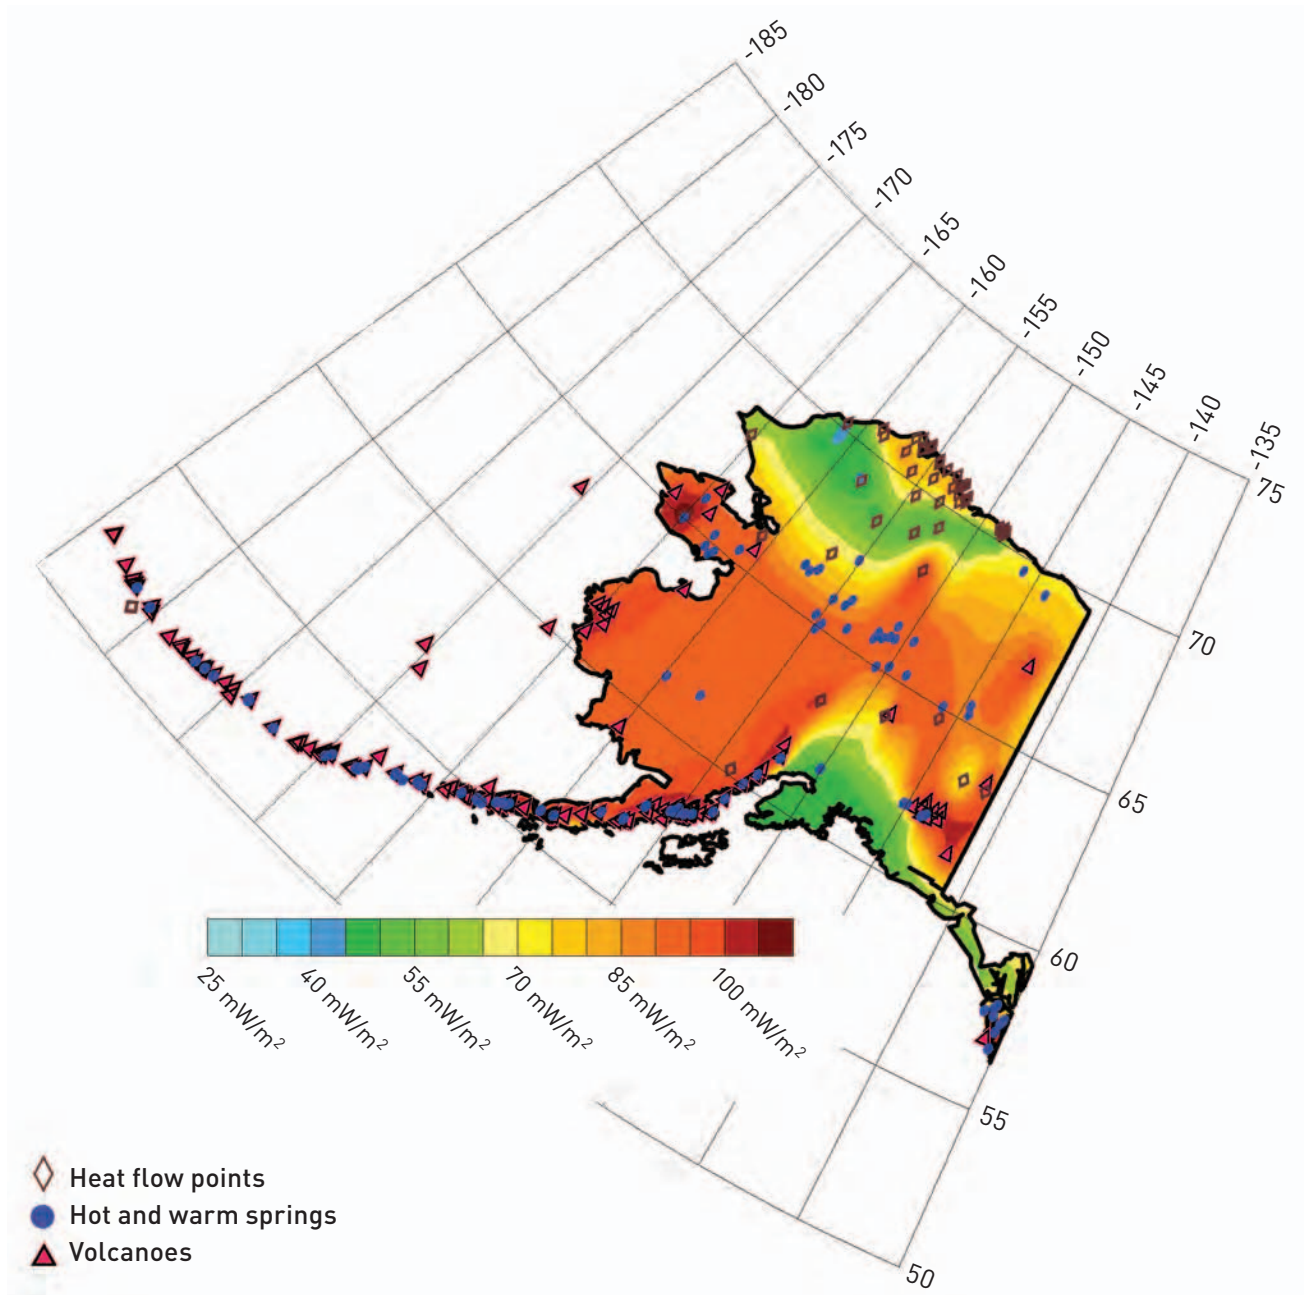 -185
-180
-175
-170
-165
-160
-155
-150
-145
-140
-135
75
70
65
60
55
50
25 mW/m²
40 mW/m²
55 mW/m²
70 mW/m²
85 mW/m²
100 mW/m²
Heat flow points
Hot and warm springs
Volcanoes